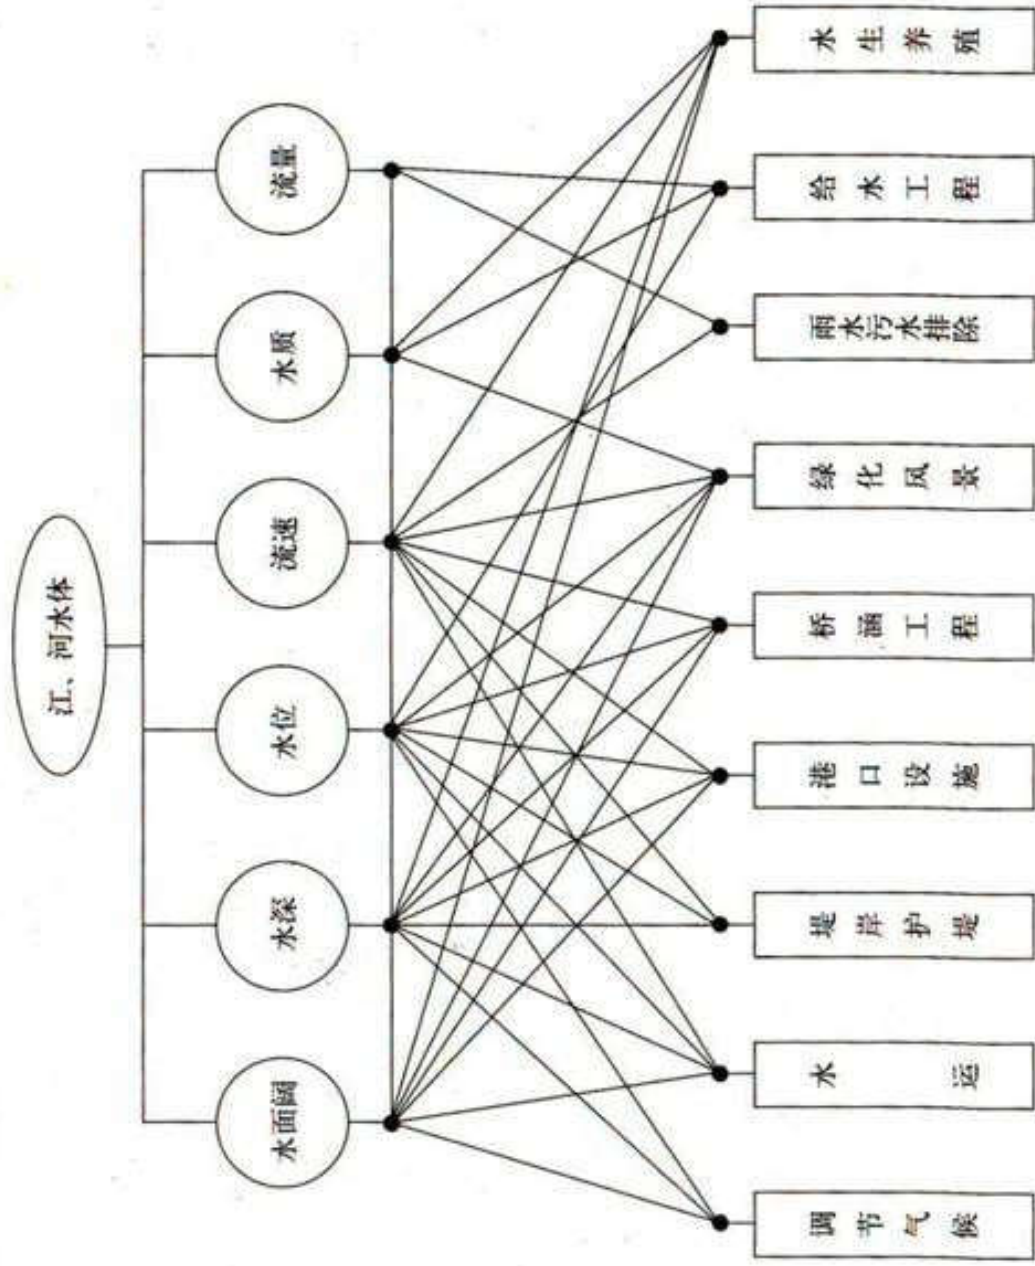 江、河水体
水面阔
水深
水位
流速
水质
流量
调节气候
水运
堤岸护堤
港口设施
桥涵工程
绿化风景
雨水污水排除
给水工程
水生养殖